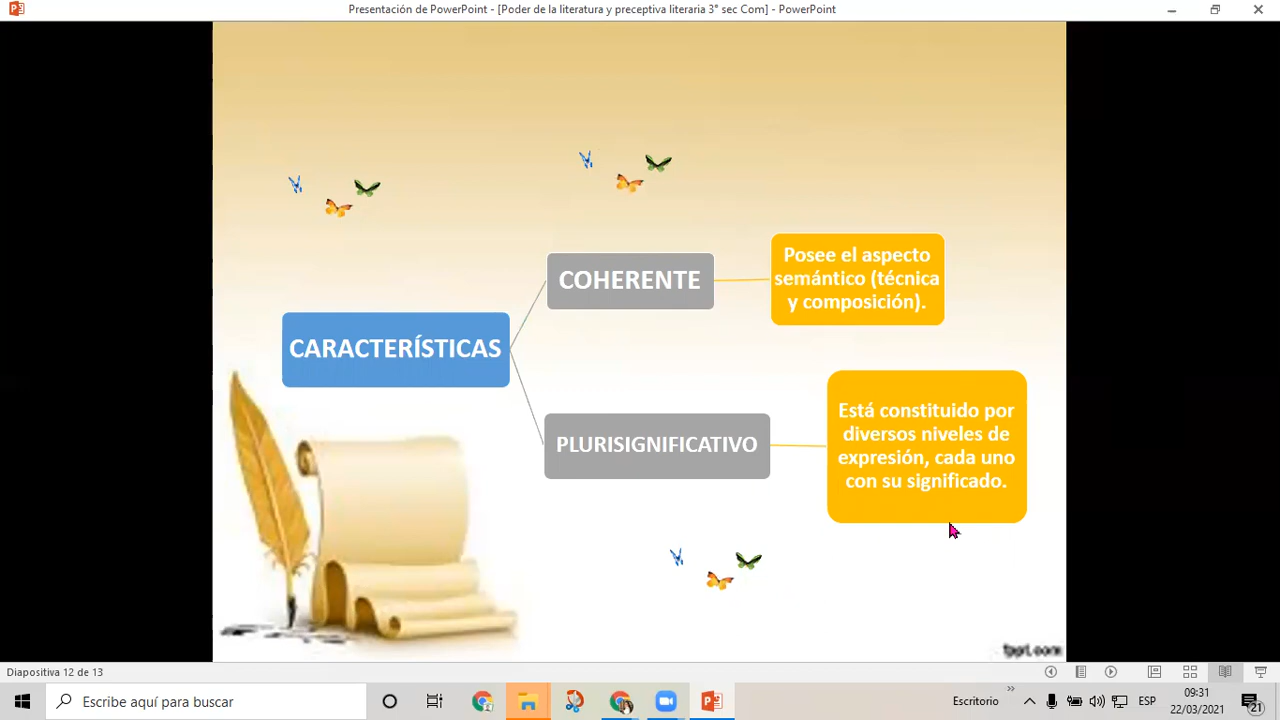 Presentación de PowerPoint - [Poder de la literatura y preceptiva literaria 3° sec Com] - PowerPoint
COHERENTE
Posee el aspecto
semántico (técnica
y composición).
CARACTERÍSTICAS
PLURISIGNIFICATIVO
Está constituido por
diversos niveles de
expresión, cada uno
con su significado.
Diapositiva 12 de 13
Escribe aquí para buscar
Escritorio
ESP
09:31
22/03/2021
21